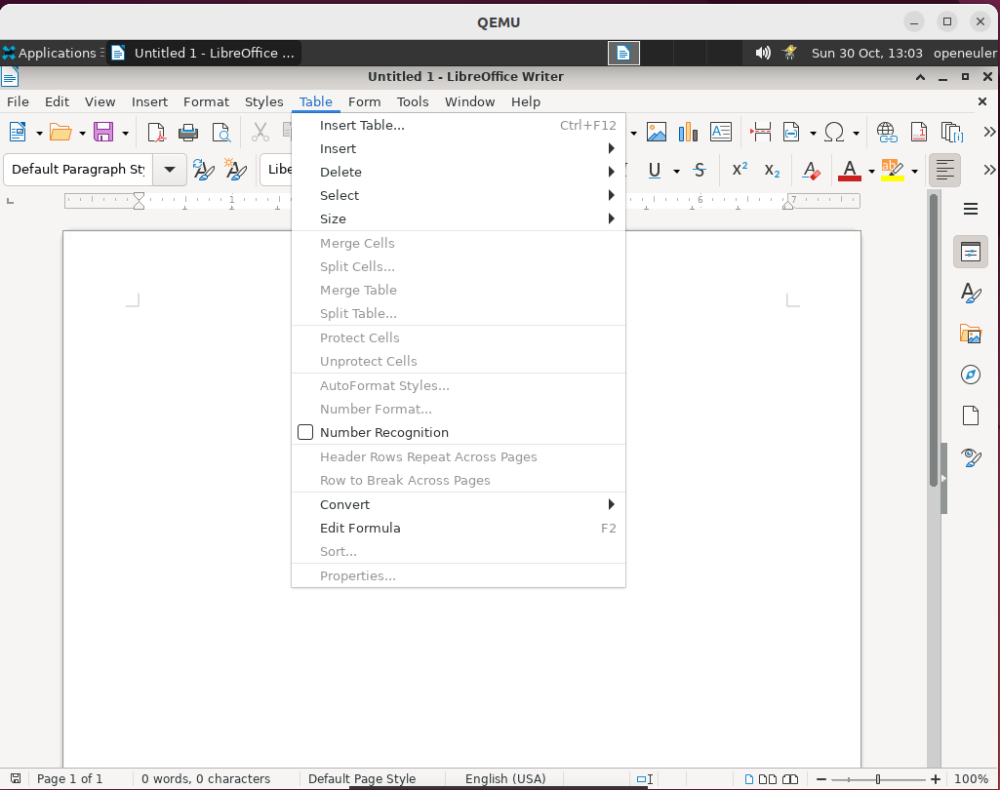 QEMU
Applications
Untitled 1 - LibreOffice ...
Sun 30 Oct, 13:03
openeuler
Untitled 1 - LibreOffice Writer
File Edit View Insert Format Styles Table Form Tools Window Help
Insert Table... Ctrl+F12
Insert
Delete
Select
Size
Merge Cells
Split Cells...
Merge Table
Split Table...
Protect Cells
Unprotect Cells
AutoFormat Styles...
Number Format...
Number Recognition
Header Rows Repeat Across Pages
Row to Break Across Pages
Convert
Edit Formula F2
Sort...
Properties...
Default Paragraph Sty
Libe
1 6 7
Page 1 of 1
0 words, 0 characters
Default Page Style
English (USA)
100%